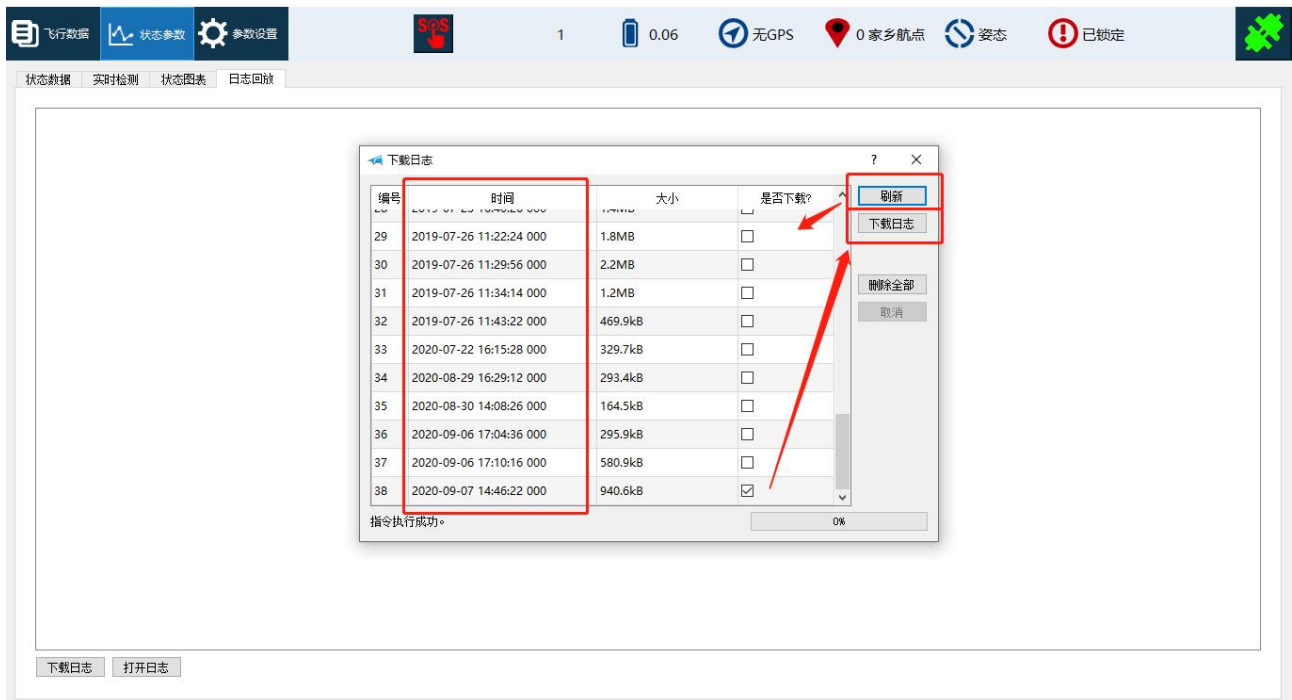 飞行数据 状态参数 参数设置 SOS 1 0.06 无GPS 0 家乡航点 姿态 已锁定
状态数据 实时检测 状态图表 日志回放
下载日志 ? ×
编号 时间 大小 是否下载? 刷新
下载日志
29 2019-07-26 11:22:24 000 1.8MB
30 2019-07-26 11:29:56 000 2.2MB
31 2019-07-26 11:34:14 000 1.2MB 删除全部
32 2019-07-26 11:43:22 000 469.9kB 取消
33 2020-07-22 16:15:28 000 329.7kB
34 2020-08-29 16:29:12 000 293.4kB
35 2020-08-30 14:08:26 000 164.5kB
36 2020-09-06 17:04:36 000 295.9kB
37 2020-09-06 17:10:16 000 580.9kB
38 2020-09-07 14:46:22 000 940.6kB
指令执行成功。 0%
下载日志 打开日志